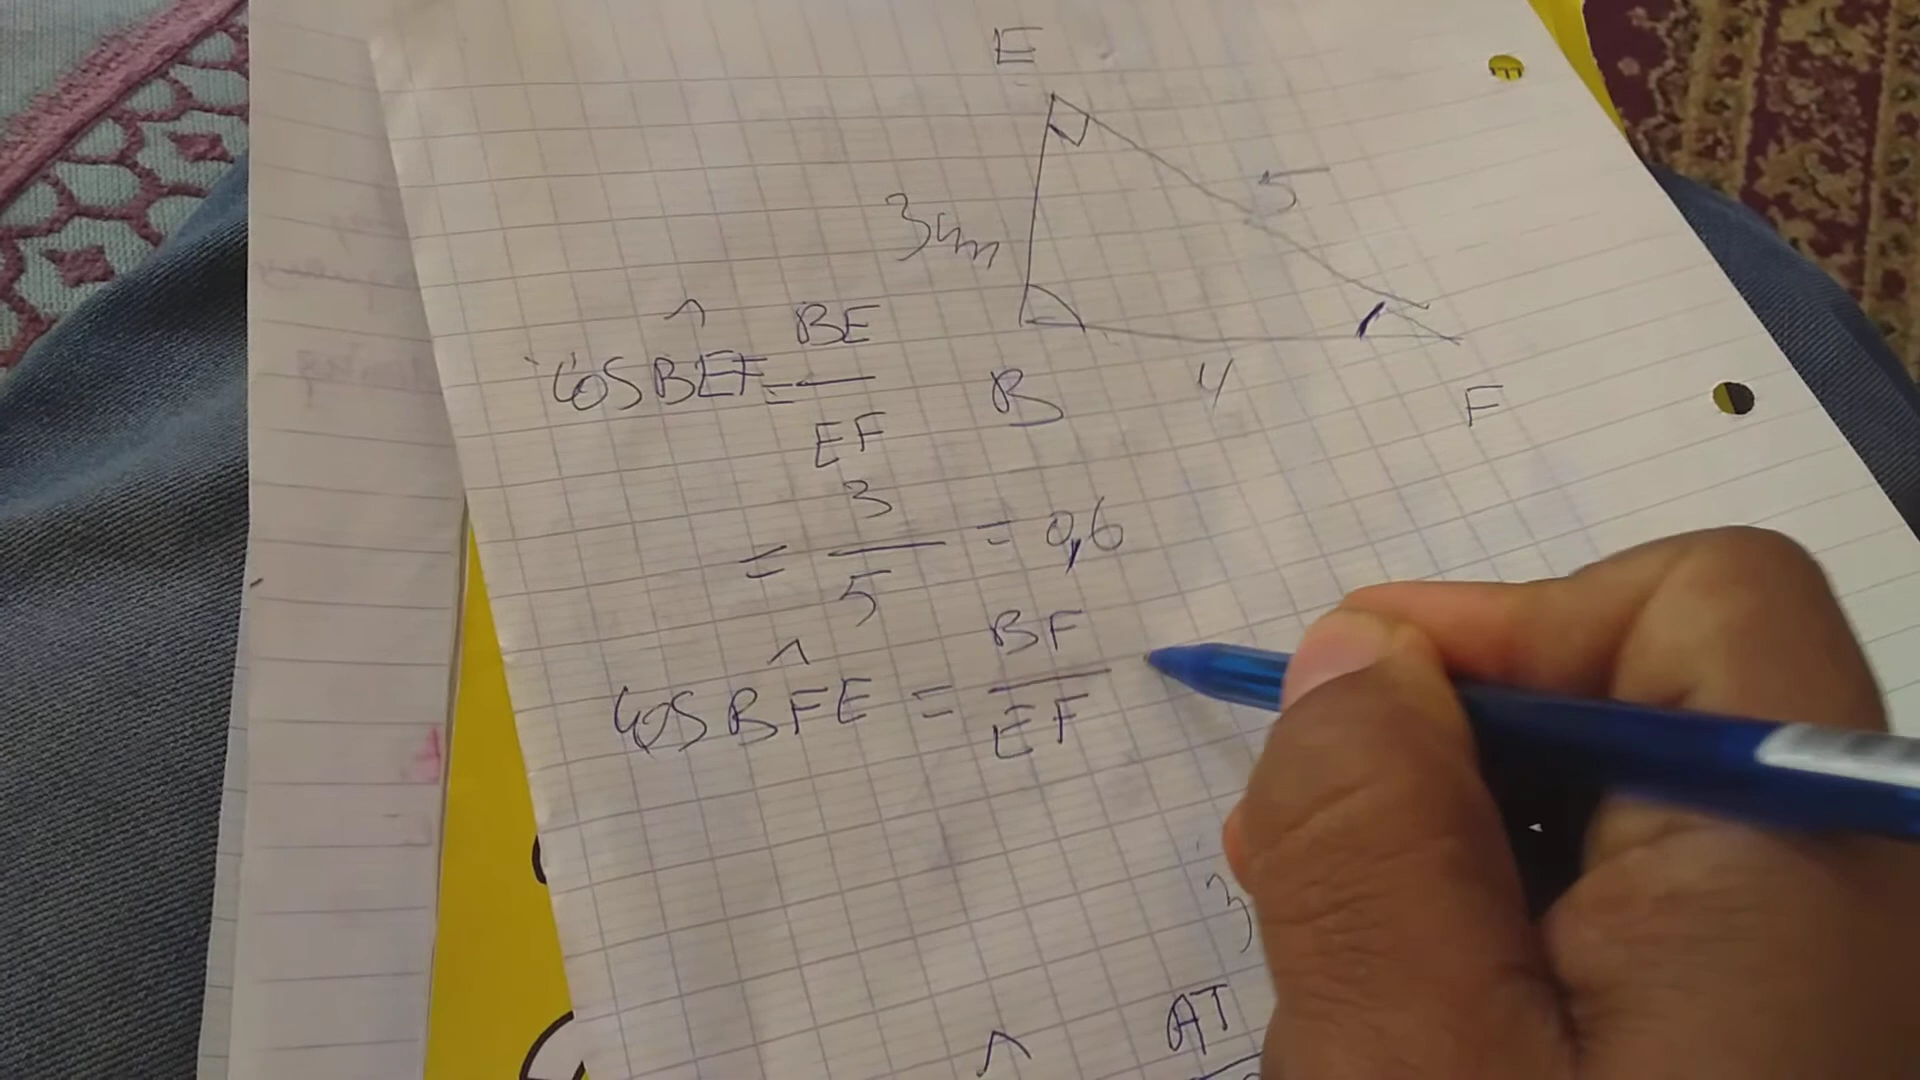 E
3cm
5
B
4
F
cos BEF = BE / EF
= 3 / 5 = 0,6
cos BFE = BF / EF
3
AT